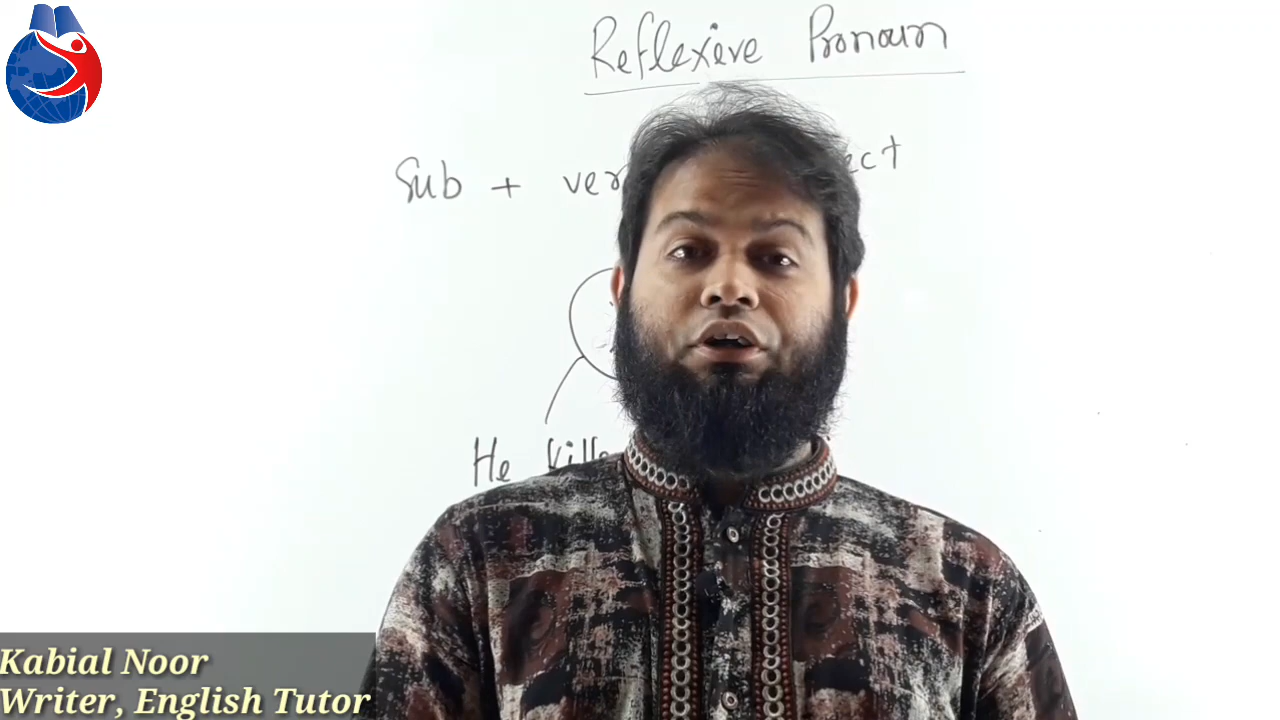 Reflexive Pronoun
Sub + ver ect
He kille
Kabial Noor
Writer, English Tutor